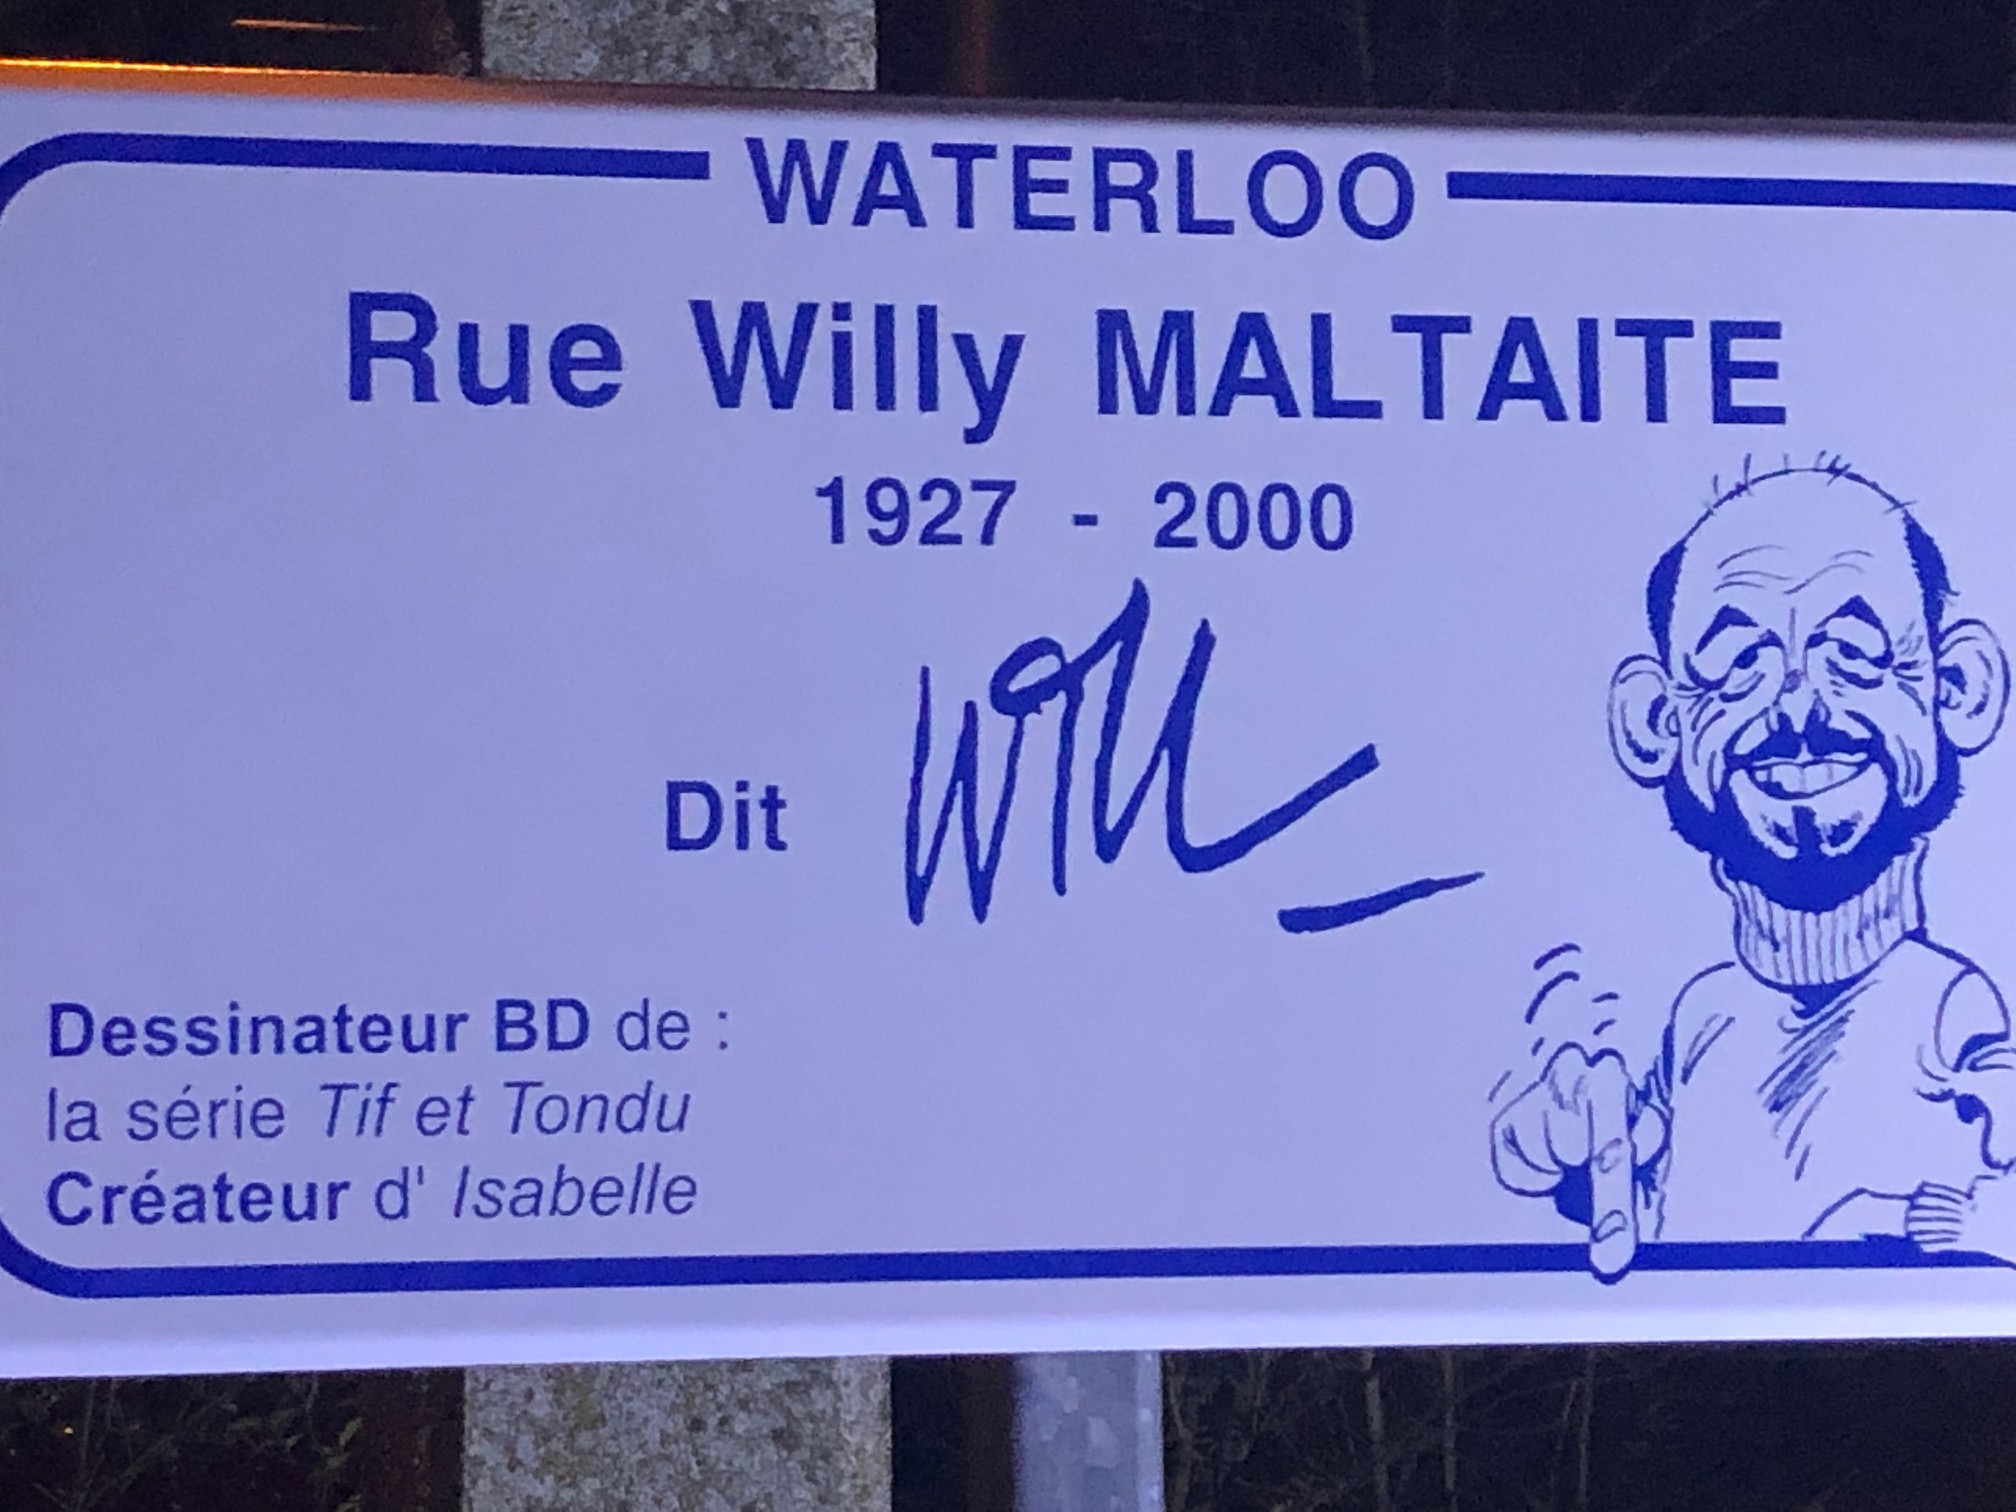 WATERLOO
Rue Willy MALTAITE
1927 - 2000
Dit Will
Dessinateur BD de :
la série Tif et Tondu
Créateur d' Isabelle